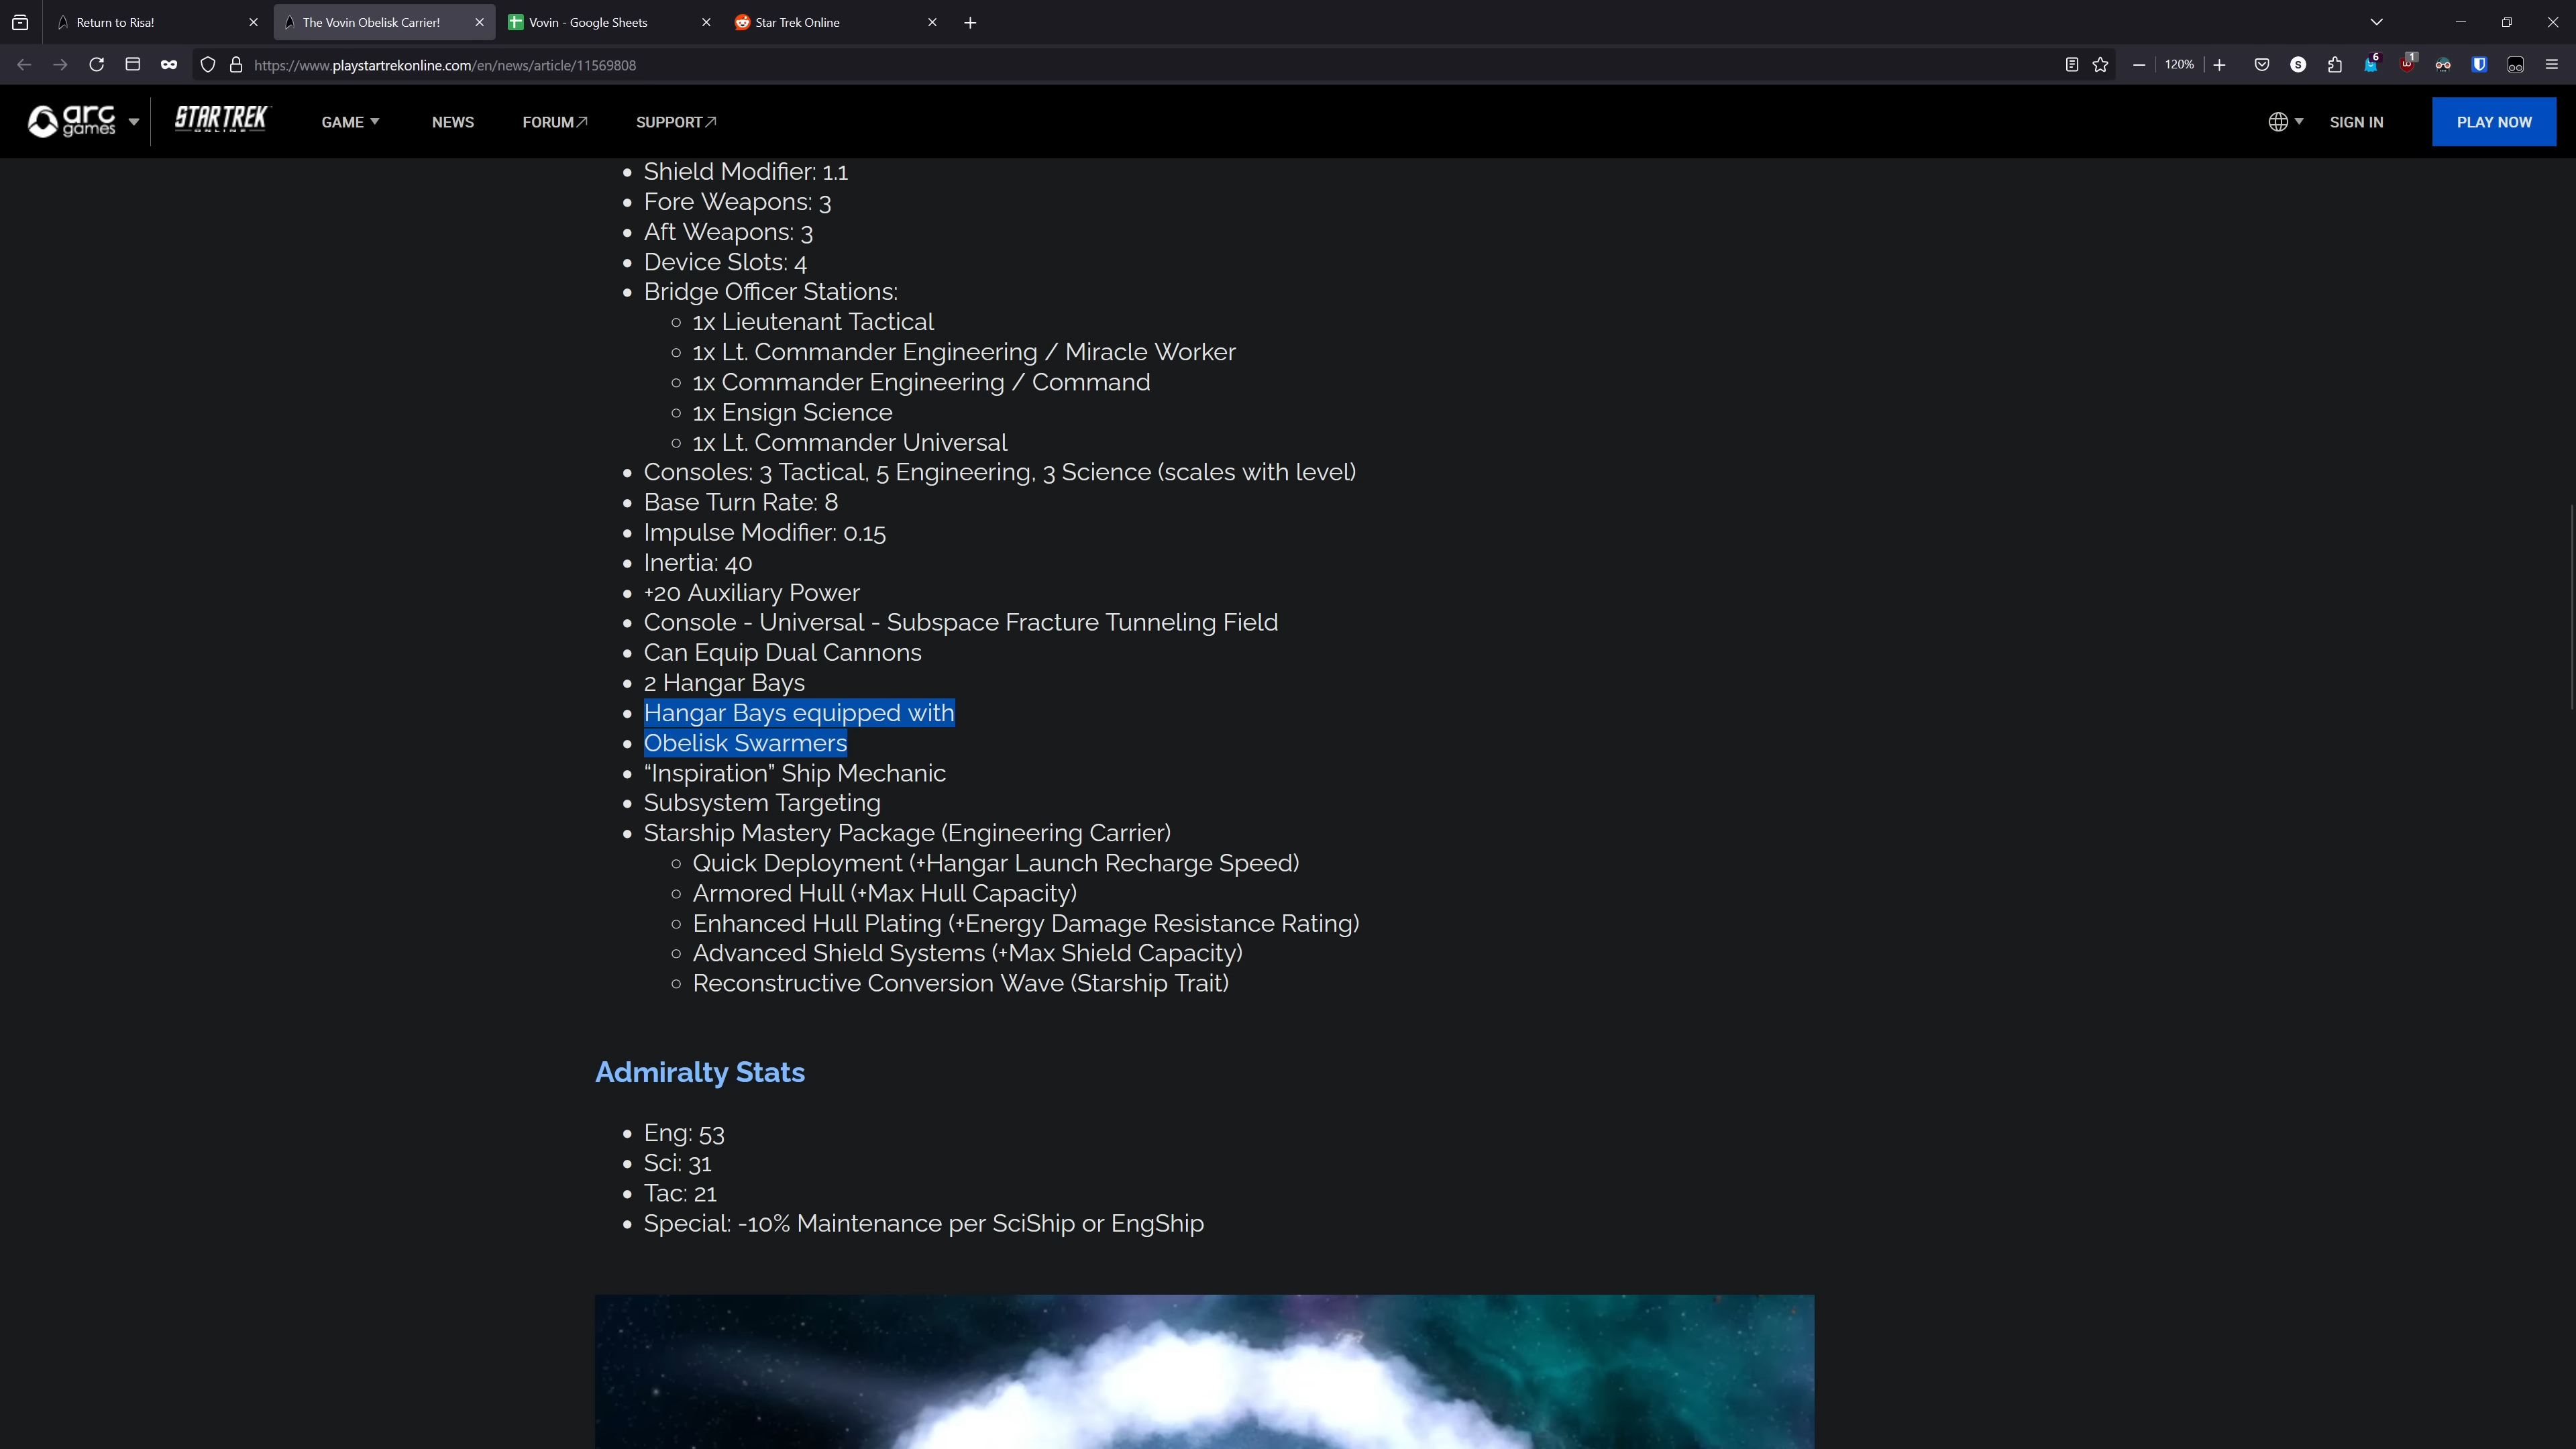 Return to Risa!
The Vovin Obelisk Carrier!
Vovin - Google Sheets
Star Trek Online
https://www.playstartrekonline.com/en/news/article/11569808
120%
S
6
1
arc games
STAR TREK ONLINE
GAME
NEWS
FORUM
SUPPORT
SIGN IN
PLAY NOW
Shield Modifier: 1.1
Fore Weapons: 3
Aft Weapons: 3
Device Slots: 4
Bridge Officer Stations:
1x Lieutenant Tactical
1x Lt. Commander Engineering / Miracle Worker
1x Commander Engineering / Command
1x Ensign Science
1x Lt. Commander Universal
Consoles: 3 Tactical, 5 Engineering, 3 Science (scales with level)
Base Turn Rate: 8
Impulse Modifier: 0.15
Inertia: 40
+20 Auxiliary Power
Console - Universal - Subspace Fracture Tunneling Field
Can Equip Dual Cannons
2 Hangar Bays
Hangar Bays equipped with
Obelisk Swarmers
“Inspiration” Ship Mechanic
Subsystem Targeting
Starship Mastery Package (Engineering Carrier)
Quick Deployment (+Hangar Launch Recharge Speed)
Armored Hull (+Max Hull Capacity)
Enhanced Hull Plating (+Energy Damage Resistance Rating)
Advanced Shield Systems (+Max Shield Capacity)
Reconstructive Conversion Wave (Starship Trait)
Admiralty Stats
Eng: 53
Sci: 31
Tac: 21
Special: -10% Maintenance per SciShip or EngShip